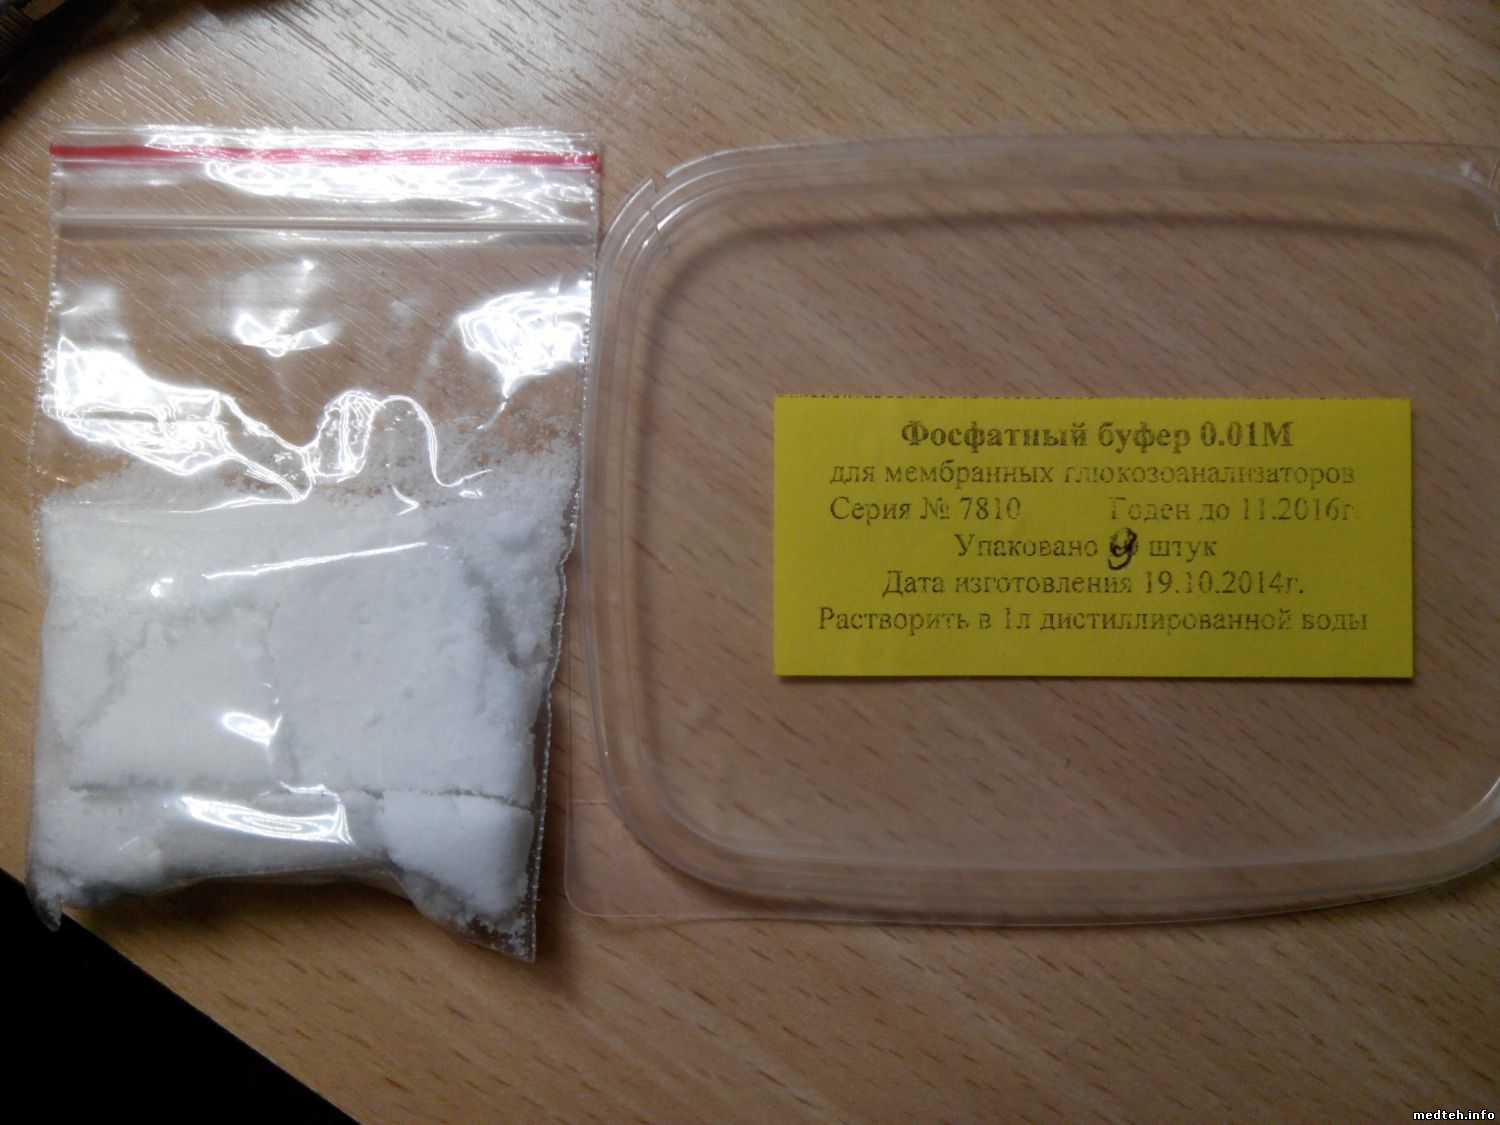 Фосфатный буфер 0.01М
для мембранных глюкозоанализаторов
Серия № 7810 Годен до 11.2016г.
Упаковано 9 штук
Дата изготовления 19.10.2014г.
Растворить в 1л дистиллированной воды
medteh.info